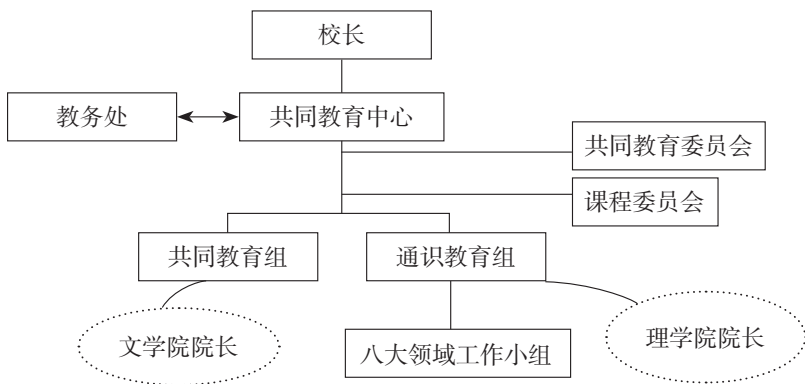 校长
教务处
共同教育中心
共同教育委员会
课程委员会
共同教育组
通识教育组
文学院院长
八大领域工作小组
理学院院长